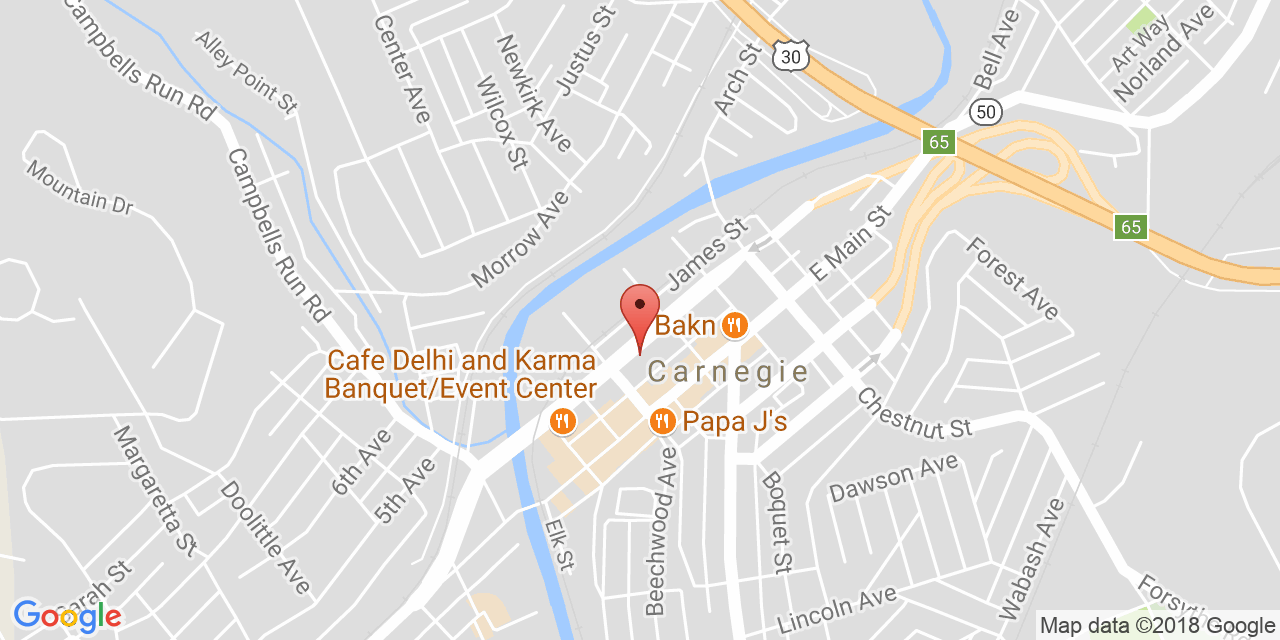 Campbells Run Rd
Alley Point St
Center Ave
Newkirk Ave
Wilcox St
Justus St
Arch St
30
Bell Ave
Art Way
Norland Ave
50
65
Mountain Dr
Campbells Run Rd
Morrow Ave
James St
E Main St
65
Forest Ave
Bakn
Cafe Delhi and Karma
Banquet/Event Center
Carnegie
Papa J's
Chestnut St
6th Ave
5th Ave
Margaretta St
Doolittle Ave
Elk St
Beechwood Ave
Boquet St
Dawson Ave
Wabash Ave
Sarah St
Lincoln Ave
Google
Map data ©2018 Google